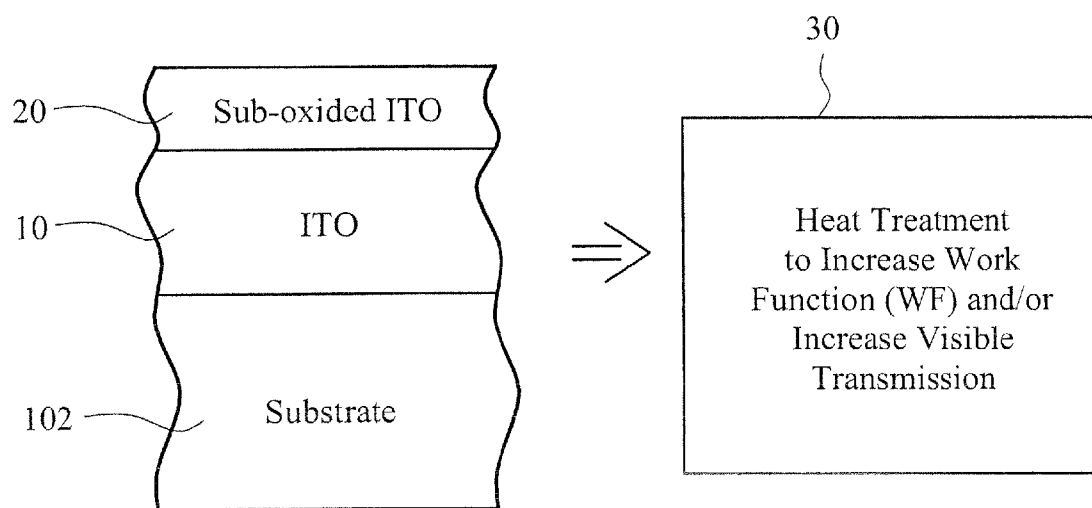 30
20
Sub-oxided ITO
10
ITO
Heat Treatment
to Increase Work
Function (WF) and/or
Increase Visible
Transmission
102
Substrate